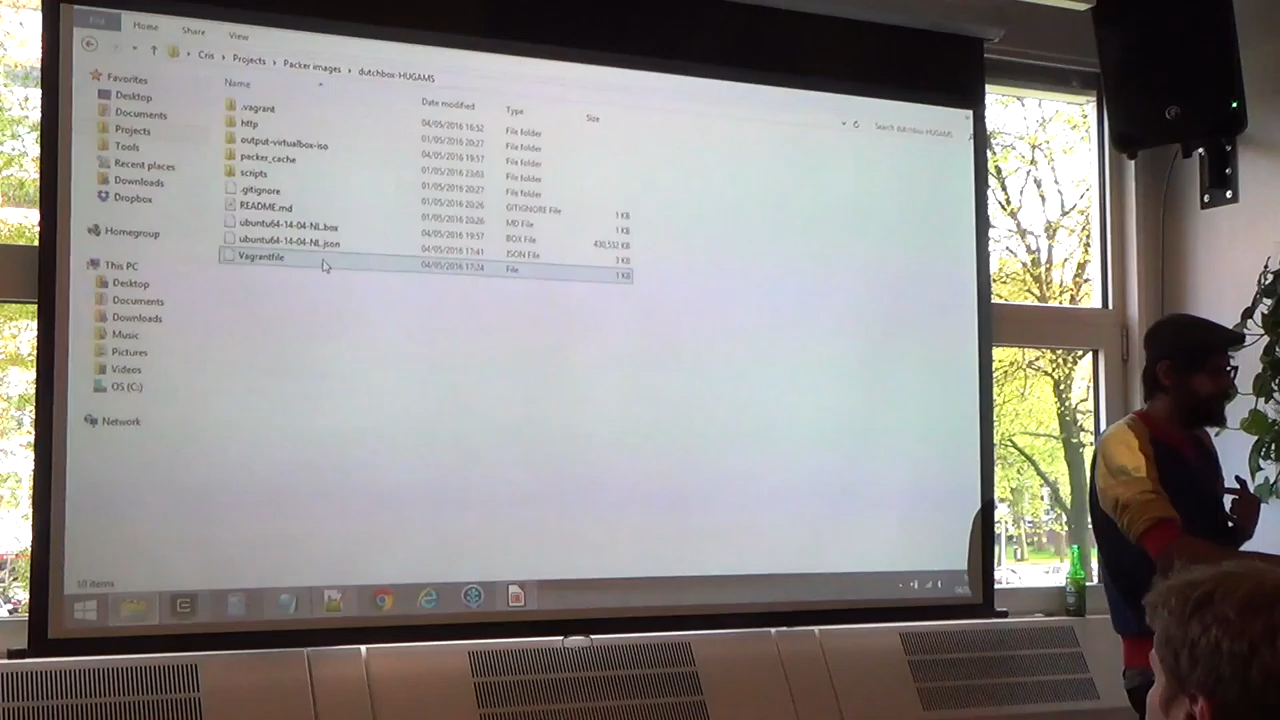 File Home Share View
Cris Projects Packer images dutchbox-HUGAMS
Search dutchbox-HUGAMS
Name Date modified Type Size
Favorites
Desktop
Documents
Projects
Tools
Recent places
Downloads
Dropbox
Homegroup
This PC
Desktop
Documents
Downloads
Music
Pictures
Videos
OS (C:)
Network
.vagrant 04/05/2016 16:52 File folder
http 01/05/2016 20:27 File folder
output-virtualbox-iso 04/05/2016 19:57 File folder
packer_cache 01/05/2016 23:03 File folder
scripts 01/05/2016 20:27 File folder
.gitignore 01/05/2016 20:26 GITIGNORE File 1 KB
README.md 01/05/2016 20:26 MD File 1 KB
ubuntu64-14-04-NL.box 04/05/2016 19:57 BOX File 430,532 KB
ubuntu64-14-04-NL.json 04/05/2016 17:41 JSON File 3 KB
Vagrantfile 04/05/2016 17:24 File 1 KB
10 items